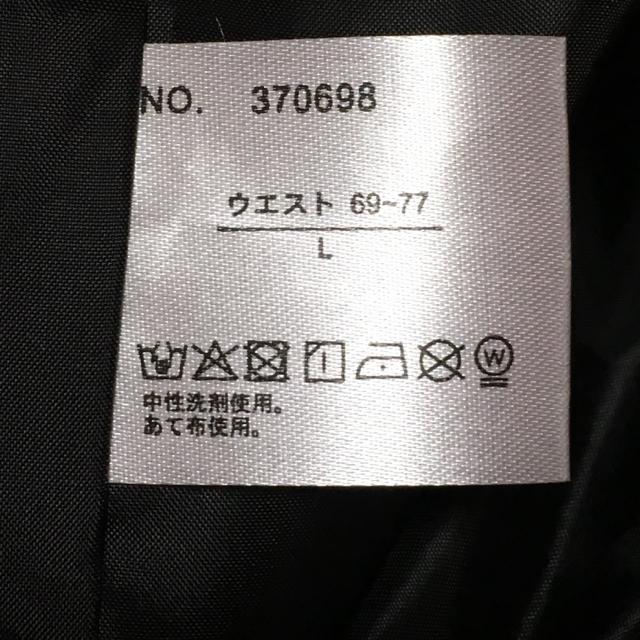 NO. 370698
ウエスト 69-77
L
W
中性洗剤使用。
あて布使用。